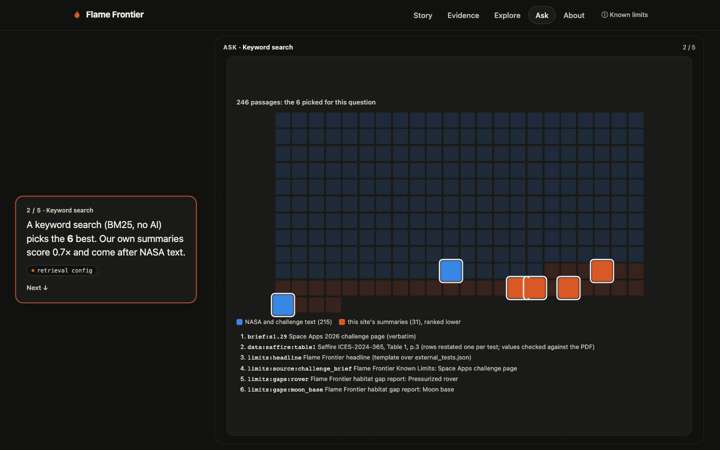 Flame Frontier
Story Evidence Explore Ask About ⓘ Known limits
ASK · Keyword search 2 / 5
246 passages: the 6 picked for this question
2 / 5 · Keyword search
A keyword search (BM25, no AI)
picks the 6 best. Our own summaries
score 0.7× and come after NASA text.
retrieval config
Next ↓
NASA and challenge text (215) this site's summaries (31), ranked lower
1. brief:s1.29 Space Apps 2026 challenge page (verbatim)
2. data:saffire:table1 Saffire ICES-2024-365, Table 1, p.3 (rows restated one per test; values checked against the PDF)
3. limits:headline Flame Frontier headline (template over external_tests.json)
4. limits:source:challenge_brief Flame Frontier Known Limits: Space Apps challenge page
5. limits:gaps:rover Flame Frontier habitat gap report: Pressurized rover
6. limits:gaps:moon_base Flame Frontier habitat gap report: Moon base